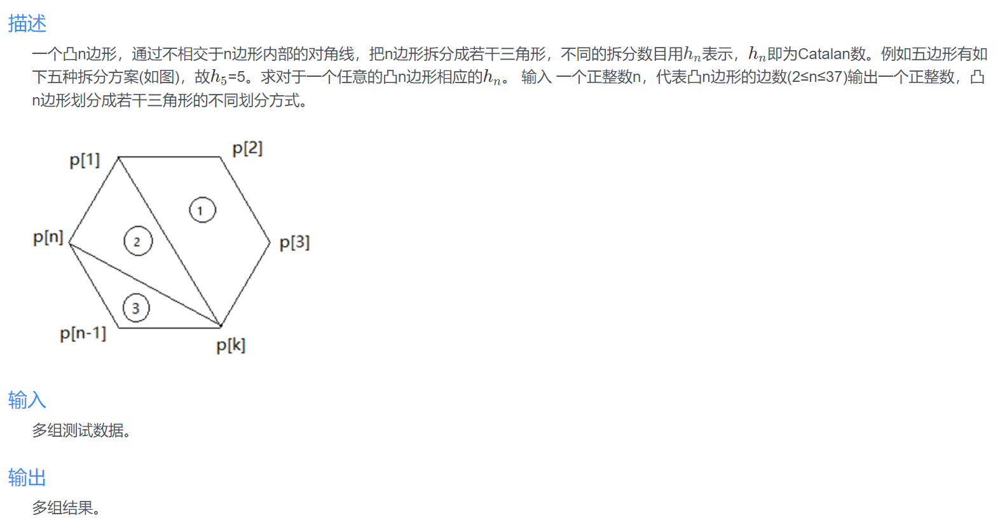 描述
一个凸n边形，通过不相交于n边形内部的对角线，把n边形拆分成若干三角形，不同的拆分数目用hn表示，hn即为Catalan数。例如五边形有如
下五种拆分方案(如图)，故h5=5。求对于一个任意的凸n边形相应的hn。 输入 一个正整数n，代表凸n边形的边数(2≤n≤37)输出一个正整数，凸
n边形划分成若干三角形的不同划分方式。
p[1]
p[2]
1
2
p[n]
p[3]
3
p[n-1]
p[k]
输入
多组测试数据。
输出
多组结果。